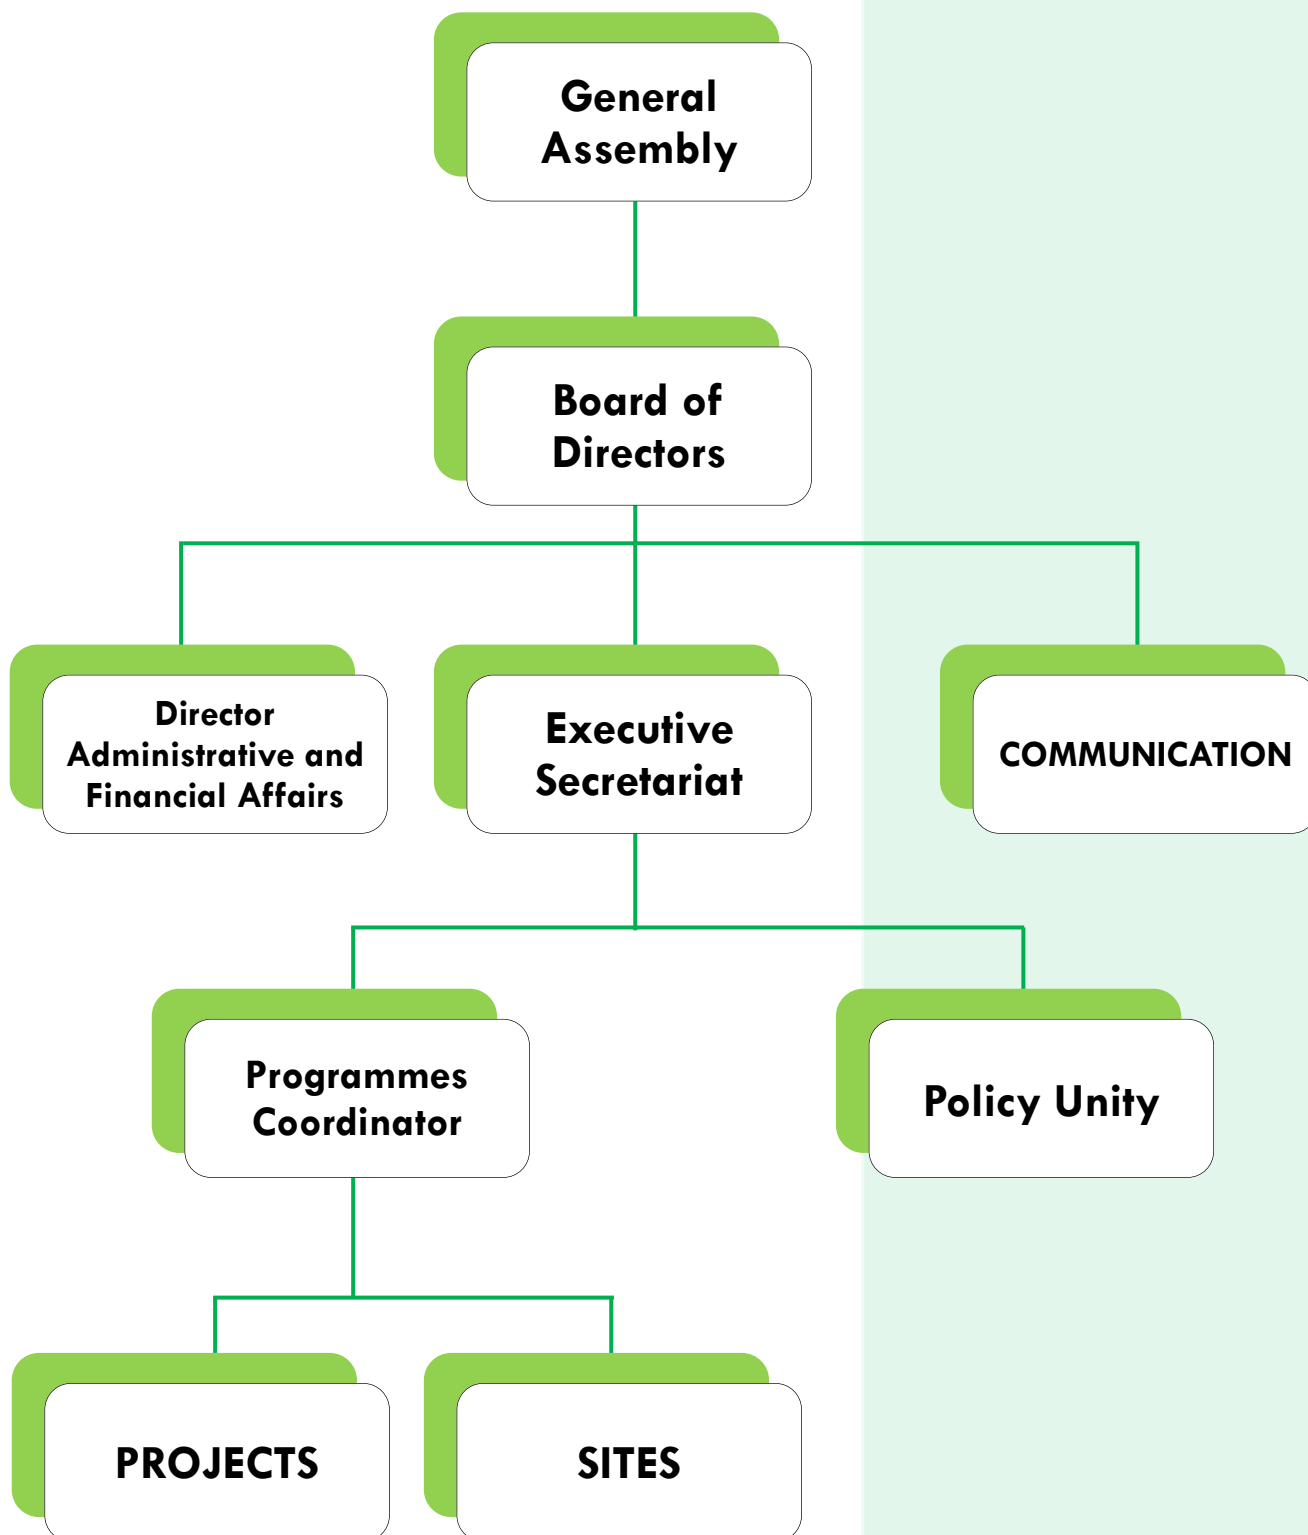 General
Assembly
Board of
Directors
Director
Administrative and
Financial Affairs
Executive
Secretariat
COMMUNICATION
Programmes
Coordinator
Policy Unity
PROJECTS
SITES